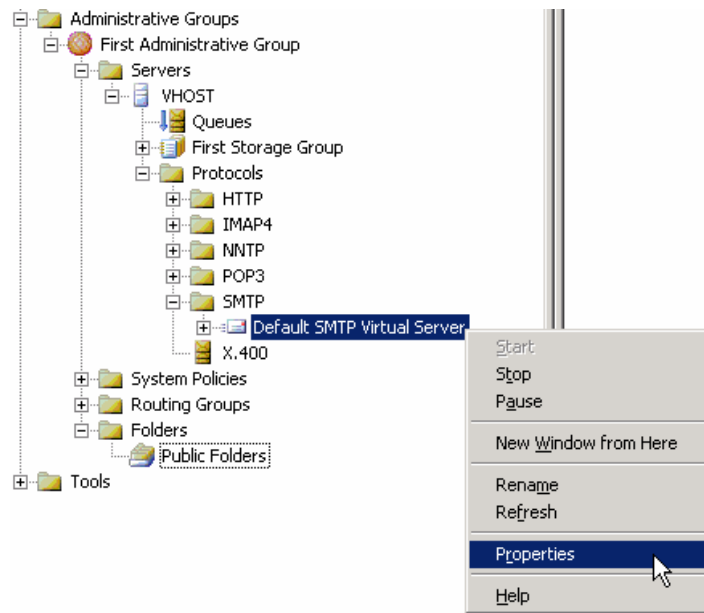 Administrative Groups
First Administrative Group
Servers
VHOST
Queues
First Storage Group
Protocols
HTTP
IMAP4
NNTP
POP3
SMTP
Default SMTP Virtual Server
X.400
System Policies
Routing Groups
Folders
Public Folders
Tools
Start
Stop
Pause
New Window from Here
Rename
Refresh
Properties
Help